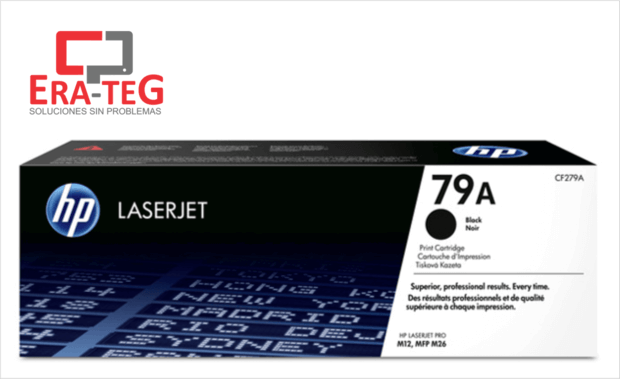 ERA-TEG
SOLUCIONES SIN PROBLEMAS
hp
hp
LASERJET
79A
CF279A
Black
Noir
Print Cartridge
Cartouche d'Impression
Tisková Kazeta
Superior, professional results. Every time.
Des résultats professionnels et de qualité
supérieure à chaque impression.
HP LASERJET PRO
M12, MFP M26